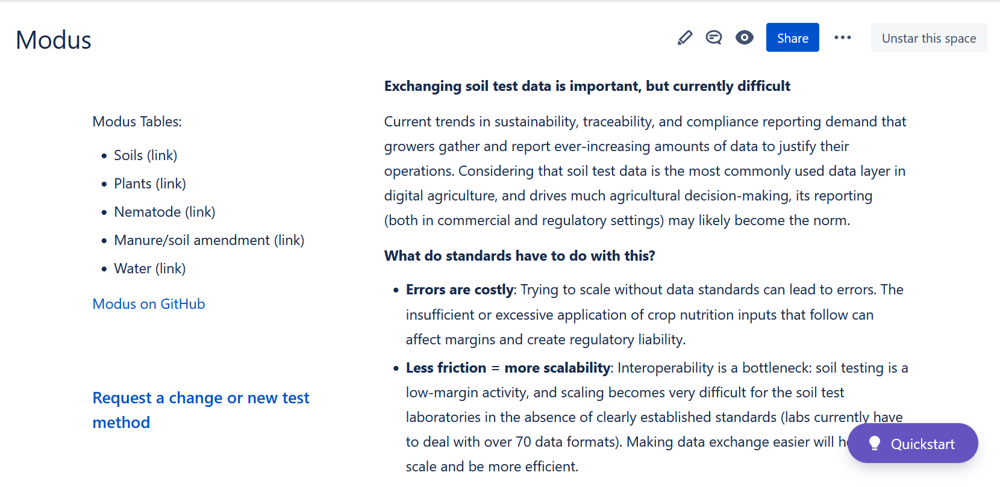 Modus
Share
Unstar this space
Modus Tables:
• Soils (link)
• Plants (link)
• Nematode (link)
• Manure/soil amendment (link)
• Water (link)
Modus on GitHub
Request a change or new test
method
Exchanging soil test data is important, but currently difficult
Current trends in sustainability, traceability, and compliance reporting demand that
growers gather and report ever-increasing amounts of data to justify their
operations. Considering that soil test data is the most commonly used data layer in
digital agriculture, and drives much agricultural decision-making, its reporting
(both in commercial and regulatory settings) may likely become the norm.
What do standards have to do with this?
• Errors are costly: Trying to scale without data standards can lead to errors. The
insufficient or excessive application of crop nutrition inputs that follow can
affect margins and create regulatory liability.
• Less friction = more scalability: Interoperability is a bottleneck: soil testing is a
low-margin activity, and scaling becomes very difficult for the soil test
laboratories in the absence of clearly established standards (labs currently have
to deal with over 70 data formats). Making data exchange easier will
scale and be more efficient.
Quickstart